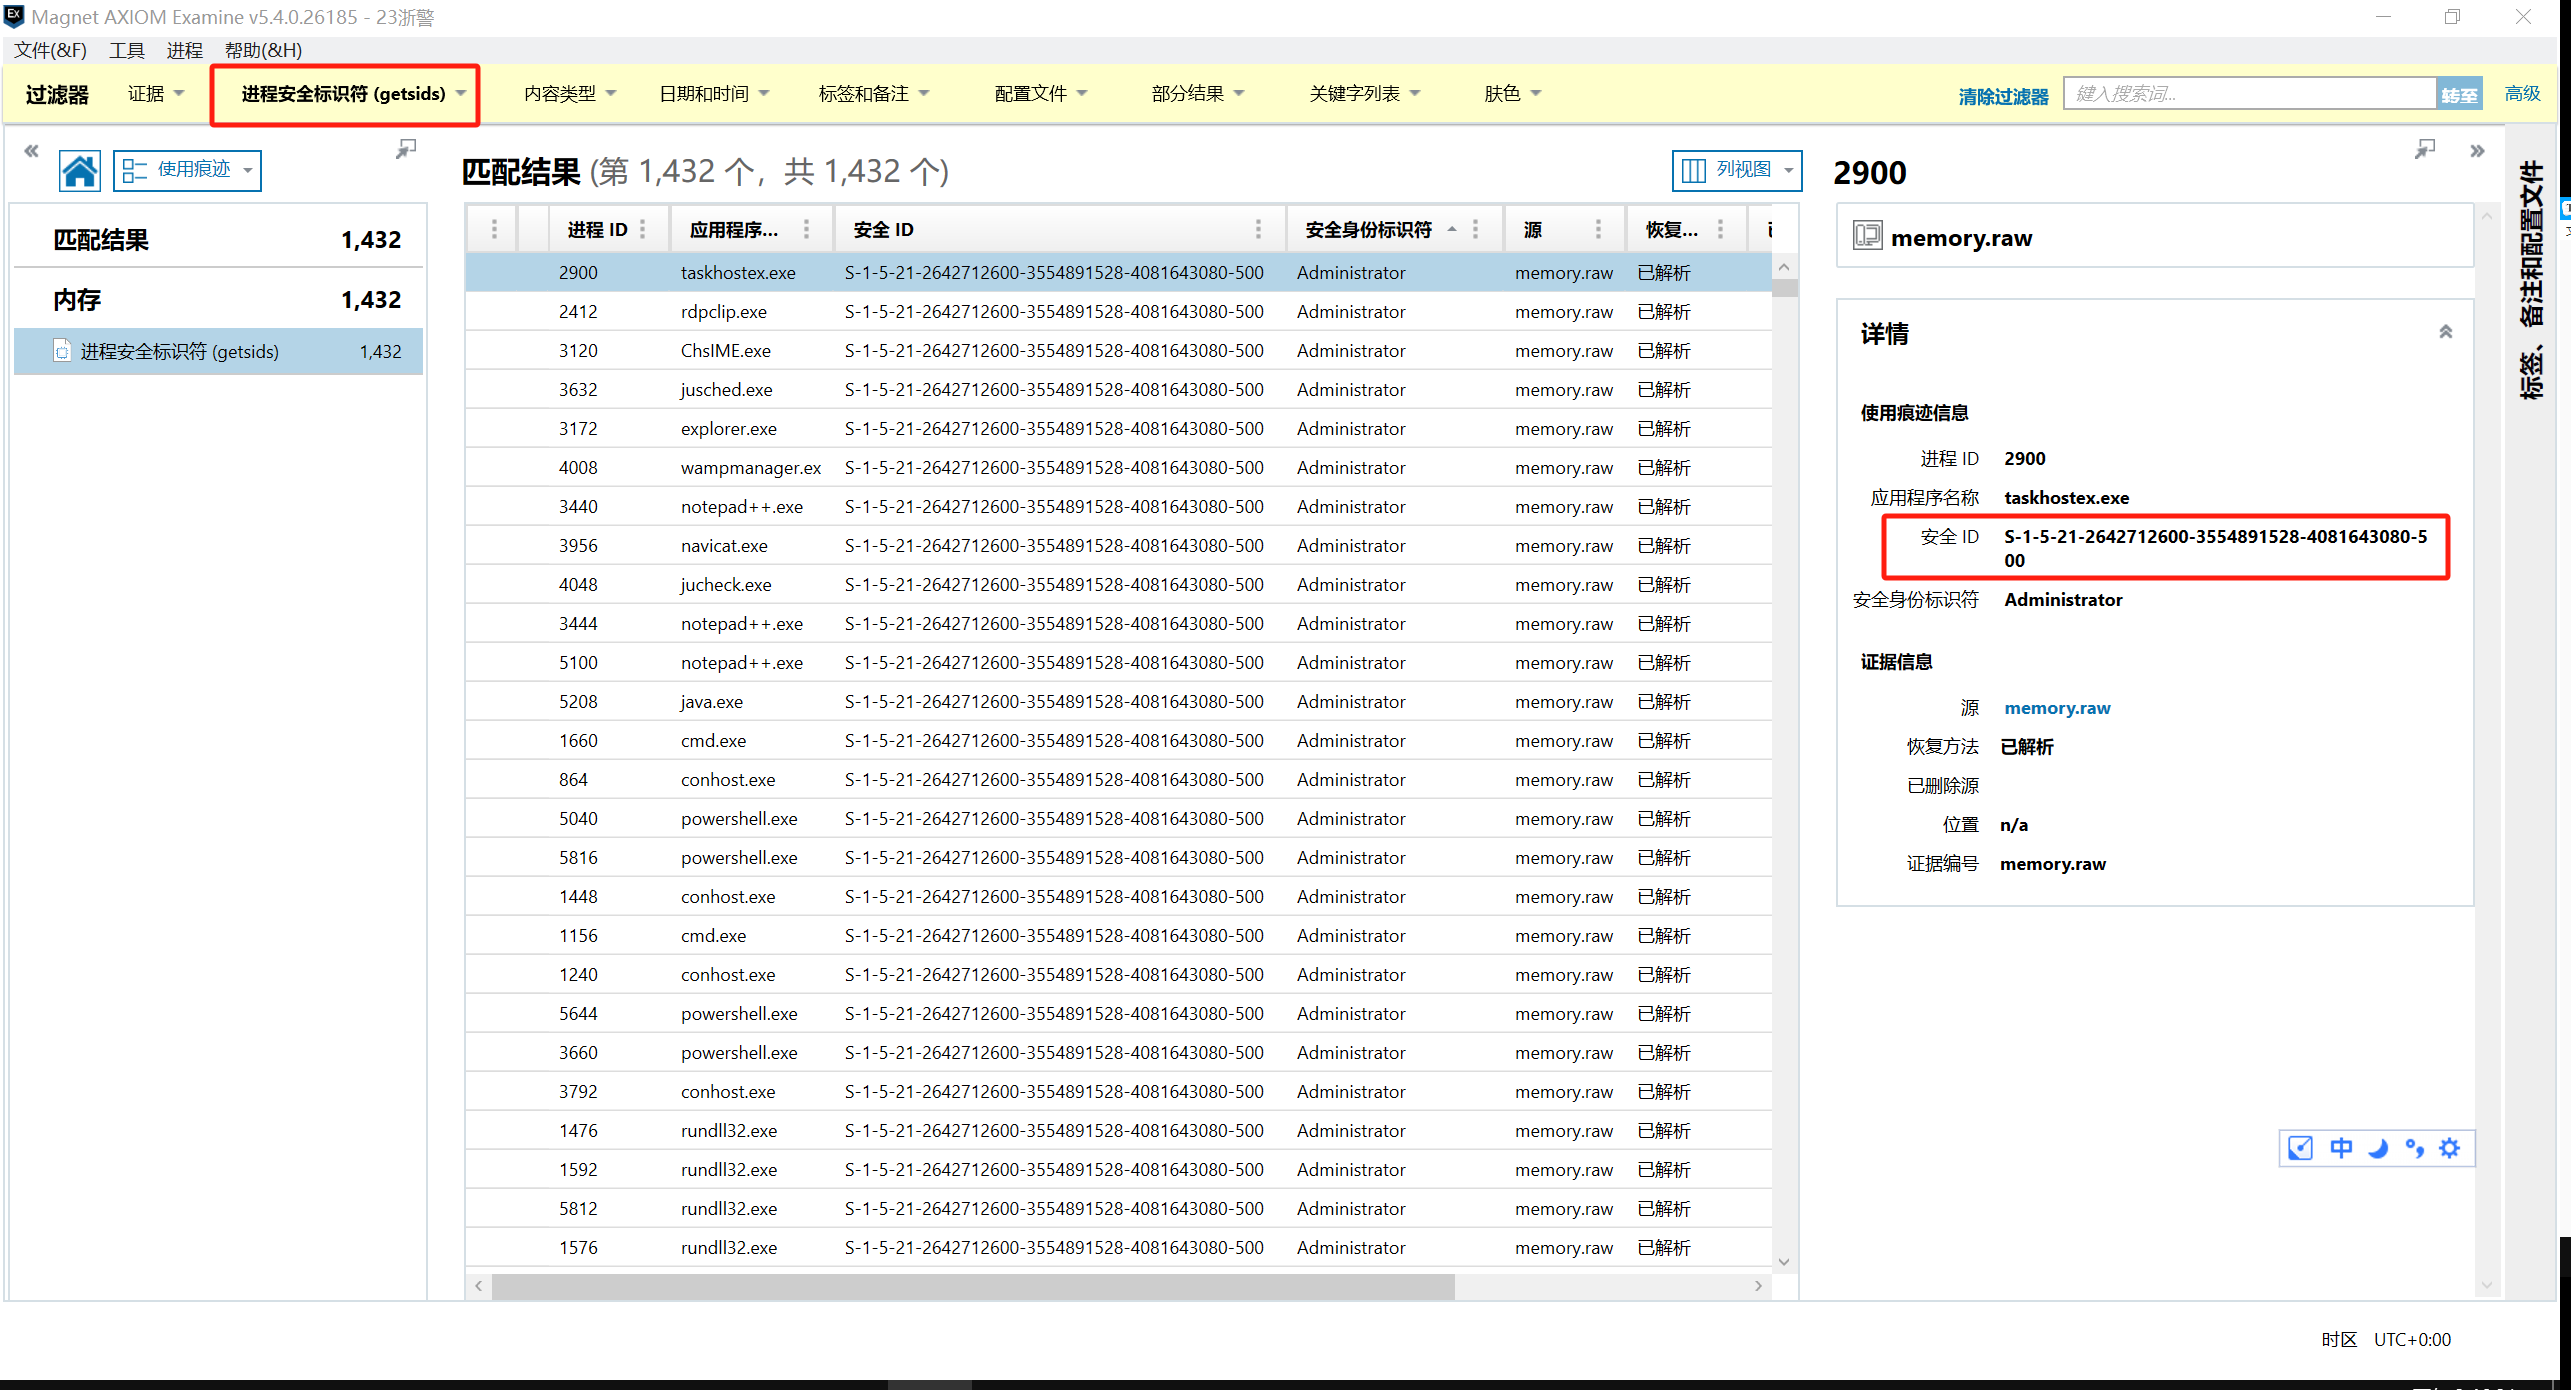 Magnet AXIOM Examine v5.4.0.26185 - 23浙警
文件(&F) 工具 进程 帮助(&H)
过滤器 证据 进程安全标识符 (getsids) 内容类型 日期和时间 标签和备注 配置文件 部分结果 关键字列表 肤色 清除过滤器 键入搜索词... 转至 高级
使用痕迹
匹配结果 1,432
内存 1,432
进程安全标识符 (getsids) 1,432
匹配结果 (第 1,432 个，共 1,432 个)
列视图
进程 ID 应用程序... 安全 ID 安全身份标识符 源 恢复...
2900 taskhostex.exe S-1-5-21-2642712600-3554891528-4081643080-500 Administrator memory.raw 已解析
2412 rdpclip.exe S-1-5-21-2642712600-3554891528-4081643080-500 Administrator memory.raw 已解析
3120 ChsIME.exe S-1-5-21-2642712600-3554891528-4081643080-500 Administrator memory.raw 已解析
3632 jusched.exe S-1-5-21-2642712600-3554891528-4081643080-500 Administrator memory.raw 已解析
3172 explorer.exe S-1-5-21-2642712600-3554891528-4081643080-500 Administrator memory.raw 已解析
4008 wampmanager.ex S-1-5-21-2642712600-3554891528-4081643080-500 Administrator memory.raw 已解析
3440 notepad++.exe S-1-5-21-2642712600-3554891528-4081643080-500 Administrator memory.raw 已解析
3956 navicat.exe S-1-5-21-2642712600-3554891528-4081643080-500 Administrator memory.raw 已解析
4048 jucheck.exe S-1-5-21-2642712600-3554891528-4081643080-500 Administrator memory.raw 已解析
3444 notepad++.exe S-1-5-21-2642712600-3554891528-4081643080-500 Administrator memory.raw 已解析
5100 notepad++.exe S-1-5-21-2642712600-3554891528-4081643080-500 Administrator memory.raw 已解析
5208 java.exe S-1-5-21-2642712600-3554891528-4081643080-500 Administrator memory.raw 已解析
1660 cmd.exe S-1-5-21-2642712600-3554891528-4081643080-500 Administrator memory.raw 已解析
864 conhost.exe S-1-5-21-2642712600-3554891528-4081643080-500 Administrator memory.raw 已解析
5040 powershell.exe S-1-5-21-2642712600-3554891528-4081643080-500 Administrator memory.raw 已解析
5816 powershell.exe S-1-5-21-2642712600-3554891528-4081643080-500 Administrator memory.raw 已解析
1448 conhost.exe S-1-5-21-2642712600-3554891528-4081643080-500 Administrator memory.raw 已解析
1156 cmd.exe S-1-5-21-2642712600-3554891528-4081643080-500 Administrator memory.raw 已解析
1240 conhost.exe S-1-5-21-2642712600-3554891528-4081643080-500 Administrator memory.raw 已解析
5644 powershell.exe S-1-5-21-2642712600-3554891528-4081643080-500 Administrator memory.raw 已解析
3660 powershell.exe S-1-5-21-2642712600-3554891528-4081643080-500 Administrator memory.raw 已解析
3792 conhost.exe S-1-5-21-2642712600-3554891528-4081643080-500 Administrator memory.raw 已解析
1476 rundll32.exe S-1-5-21-2642712600-3554891528-4081643080-500 Administrator memory.raw 已解析
1592 rundll32.exe S-1-5-21-2642712600-3554891528-4081643080-500 Administrator memory.raw 已解析
5812 rundll32.exe S-1-5-21-2642712600-3554891528-4081643080-500 Administrator memory.raw 已解析
1576 rundll32.exe S-1-5-21-2642712600-3554891528-4081643080-500 Administrator memory.raw 已解析
2900
memory.raw
详情
使用痕迹信息
进程 ID 2900
应用程序名称 taskhostex.exe
安全 ID S-1-5-21-2642712600-3554891528-4081643080-5
00
安全身份标识符 Administrator
证据信息
源 memory.raw
恢复方法 已解析
已删除源
位置 n/a
证据编号 memory.raw
标签、备注和配置文件
中
时区 UTC+0:00